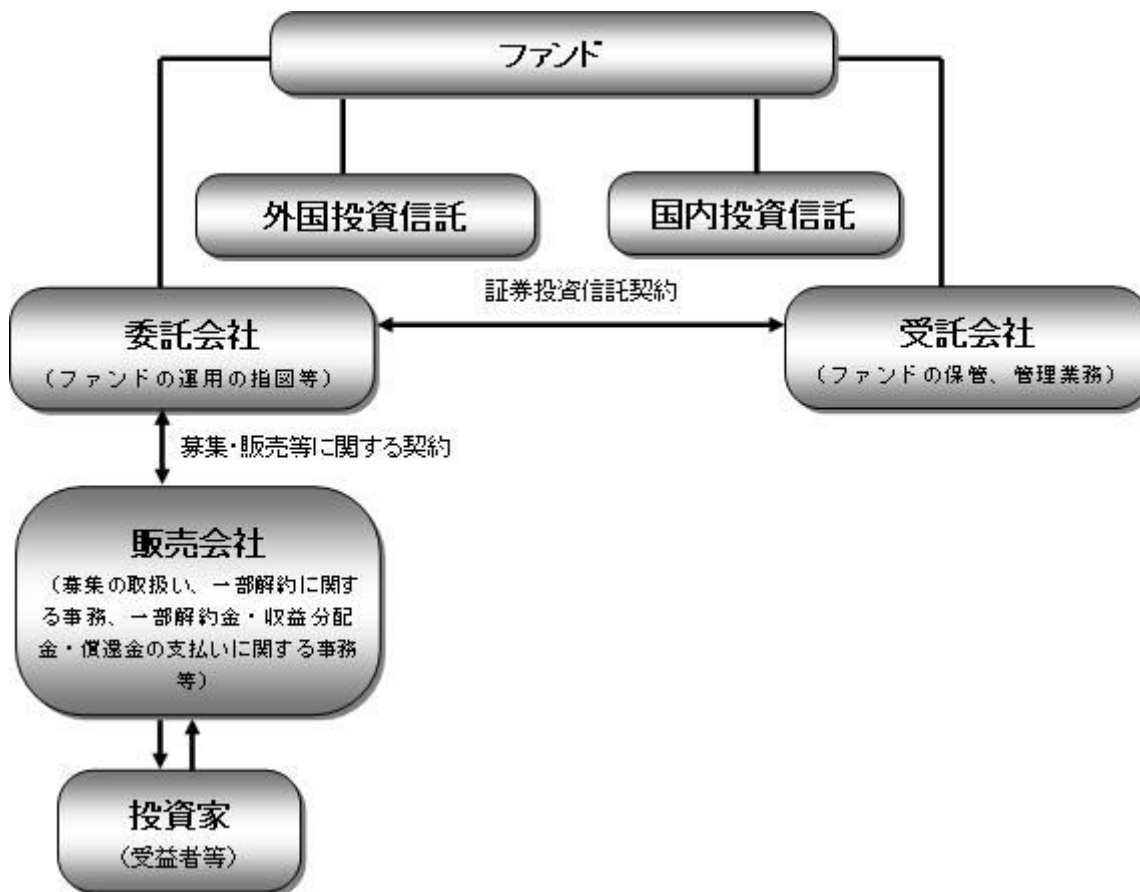 ファンド
外国投資信託
国内投資信託
証券投資信託契約
委託会社
（ファンドの運用の指図等）
受託会社
（ファンドの保管、管理業務）
募集・販売等に関する契約
販売会社
（募集の取扱い、一部解約に関す
る事務、一部解約金・収益分配
金・償還金の支払いに関する事務
等）
投資家
（受益者等）